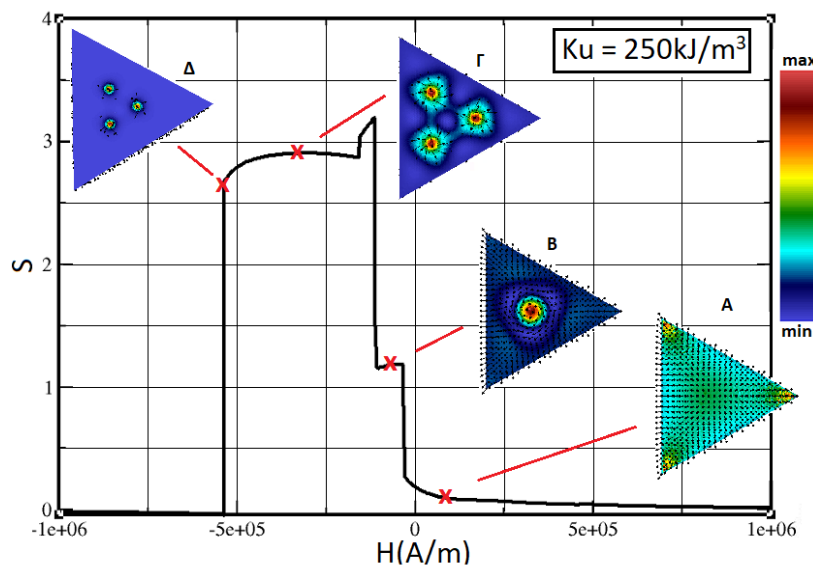 4
Ku = 250kJ/m³
Δ
Γ
max
3
S
2
B
A
min
1
0
-1e+06
-5e+05
0
5e+05
1e+06
H(A/m)